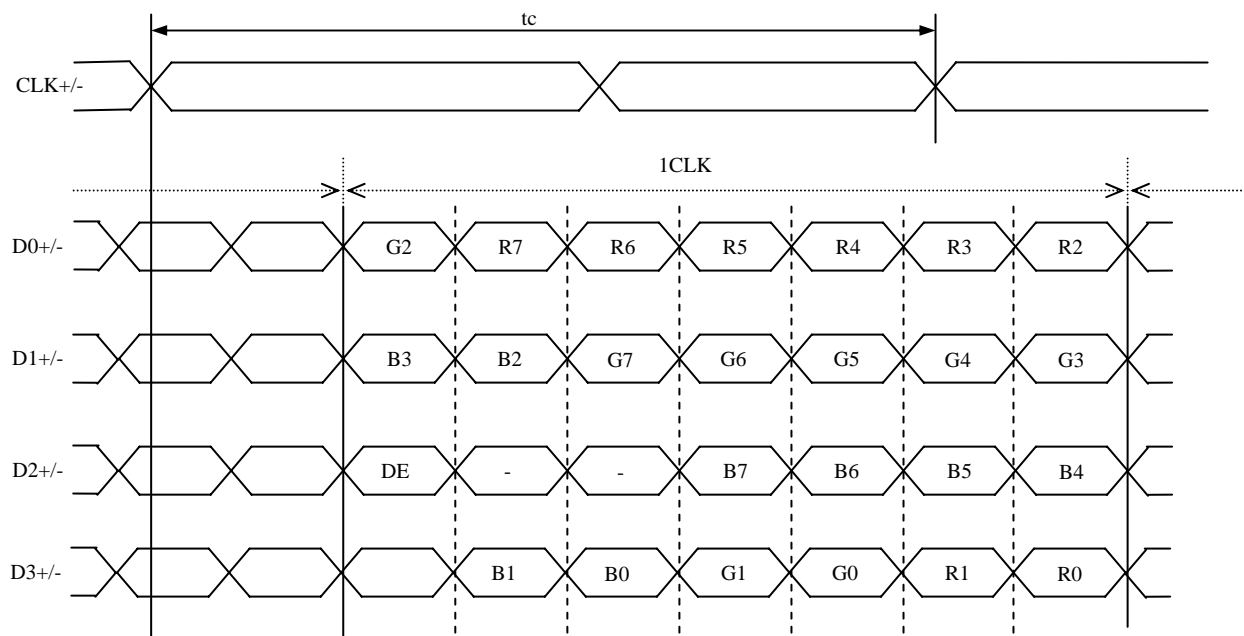 tc
CLK+/-
1CLK
D0+/- G2 R7 R6 R5 R4 R3 R2
D1+/- B3 B2 G7 G6 G5 G4 G3
D2+/- DE - - B7 B6 B5 B4
D3+/- B1 B0 G1 G0 R1 R0